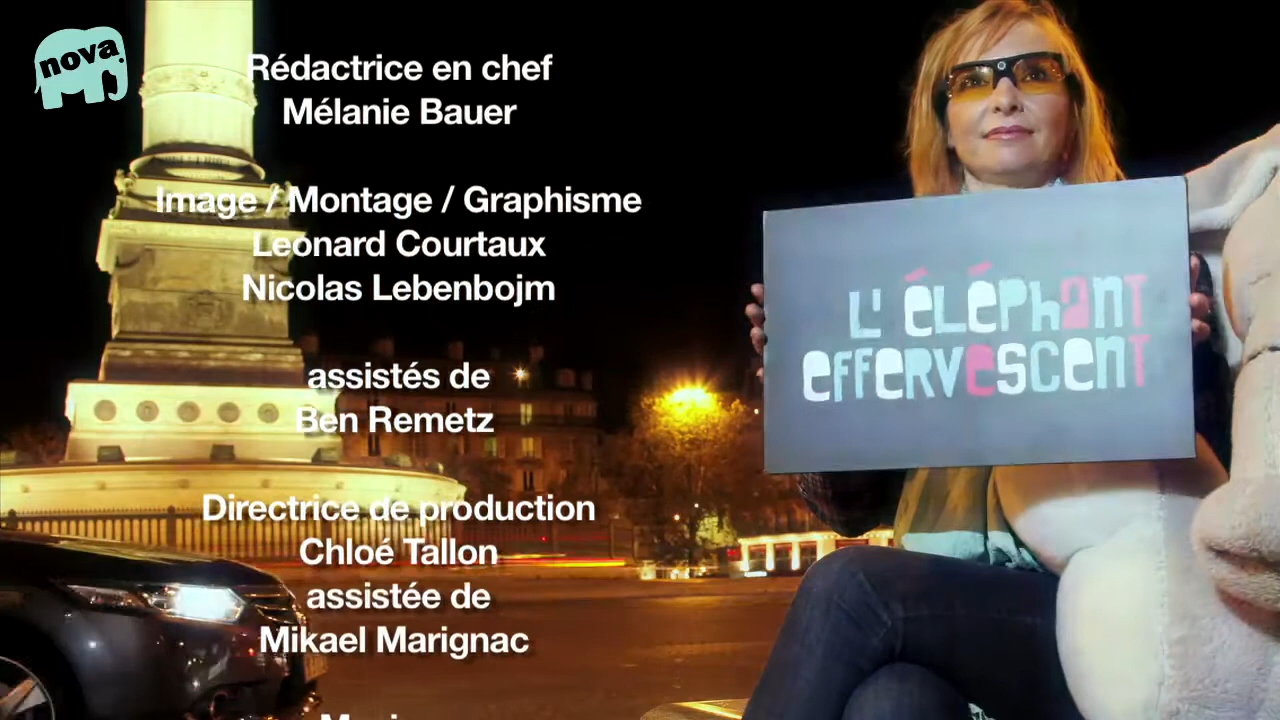 nova
Rédactrice en chef
Mélanie Bauer
Image / Montage / Graphisme
Leonard Courtaux
Nicolas Lebenbojm
assistés de
Ben Remetz
Directrice de production
Chloé Tallon
assistée de
Mikael Marignac
L'éLéPhanT
effervescenT